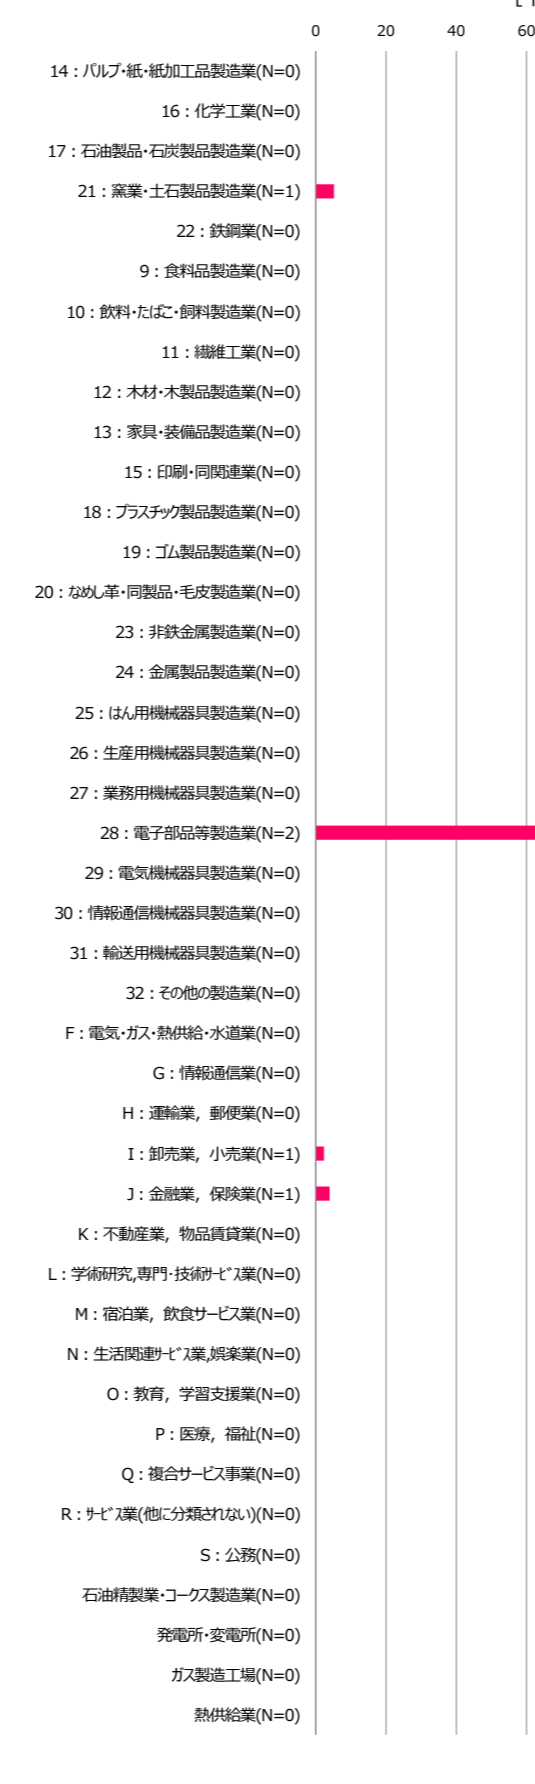 0 20 40 60
14：パルプ・紙・紙加工品製造業(N=0)
16：化学工業(N=0)
17：石油製品・石炭製品製造業(N=0)
21：窯業・土石製品製造業(N=1)
22：鉄鋼業(N=0)
9：食料品製造業(N=0)
10：飲料・たばこ・飼料製造業(N=0)
11：繊維工業(N=0)
12：木材・木製品製造業(N=0)
13：家具・装備品製造業(N=0)
15：印刷・同関連業(N=0)
18：プラスチック製品製造業(N=0)
19：ゴム製品製造業(N=0)
20：なめし革・同製品・毛皮製造業(N=0)
23：非鉄金属製造業(N=0)
24：金属製品製造業(N=0)
25：はん用機械器具製造業(N=0)
26：生産用機械器具製造業(N=0)
27：業務用機械器具製造業(N=0)
28：電子部品等製造業(N=2)
29：電気機械器具製造業(N=0)
30：情報通信機械器具製造業(N=0)
31：輸送用機械器具製造業(N=0)
32：その他の製造業(N=0)
F：電気・ガス・熱供給・水道業(N=0)
G：情報通信業(N=0)
H：運輸業，郵便業(N=0)
I：卸売業，小売業(N=1)
J：金融業，保険業(N=1)
K：不動産業，物品賃貸業(N=0)
L：学術研究,専門・技術ｻｰﾋﾞｽ業(N=0)
M：宿泊業，飲食サービス業(N=0)
N：生活関連ｻｰﾋﾞｽ業,娯楽業(N=0)
O：教育，学習支援業(N=0)
P：医療，福祉(N=0)
Q：複合サービス事業(N=0)
R：ｻｰﾋﾞｽ業(他に分類されない)(N=0)
S：公務(N=0)
石油精製業・コークス製造業(N=0)
発電所・変電所(N=0)
ガス製造工場(N=0)
熱供給業(N=0)